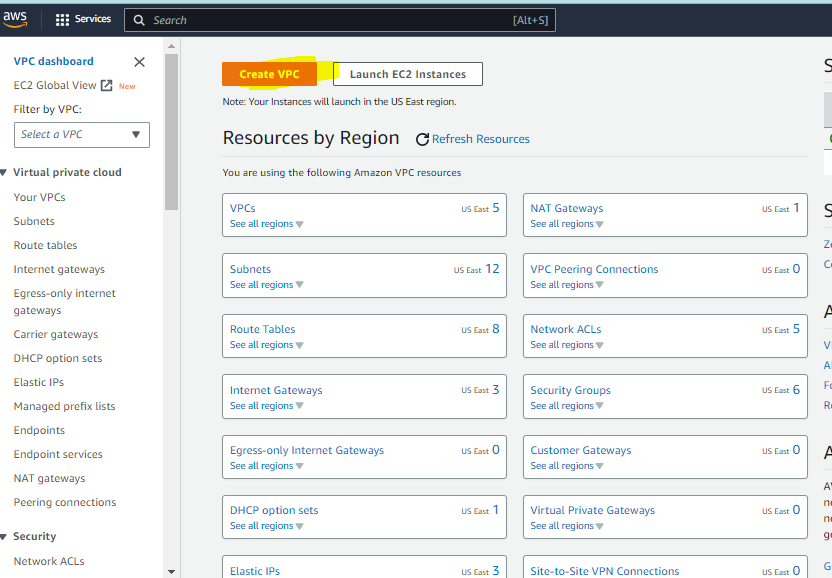 aws
Services
Search
[Alt+S]
VPC dashboard
EC2 Global View
New
Filter by VPC:
Select a VPC
Virtual private cloud
Your VPCs
Subnets
Route tables
Internet gateways
Egress-only internet
gateways
Carrier gateways
DHCP option sets
Elastic IPs
Managed prefix lists
Endpoints
Endpoint services
NAT gateways
Peering connections
Security
Network ACLs
Create VPC
Launch EC2 Instances
Note: Your Instances will launch in the US East region.
Resources by Region
Refresh Resources
You are using the following Amazon VPC resources
VPCs
US East 5
See all regions
NAT Gateways
US East 1
See all regions
Subnets
US East 12
See all regions
VPC Peering Connections
US East 0
See all regions
Route Tables
US East 8
See all regions
Network ACLs
US East 5
See all regions
Internet Gateways
US East 3
See all regions
Security Groups
US East 6
See all regions
Egress-only Internet Gateways
US East 0
See all regions
Customer Gateways
US East 0
See all regions
DHCP option sets
US East 1
See all regions
Virtual Private Gateways
US East 0
See all regions
Elastic IPs
US East 3
Site-to-Site VPN Connections
US East 0